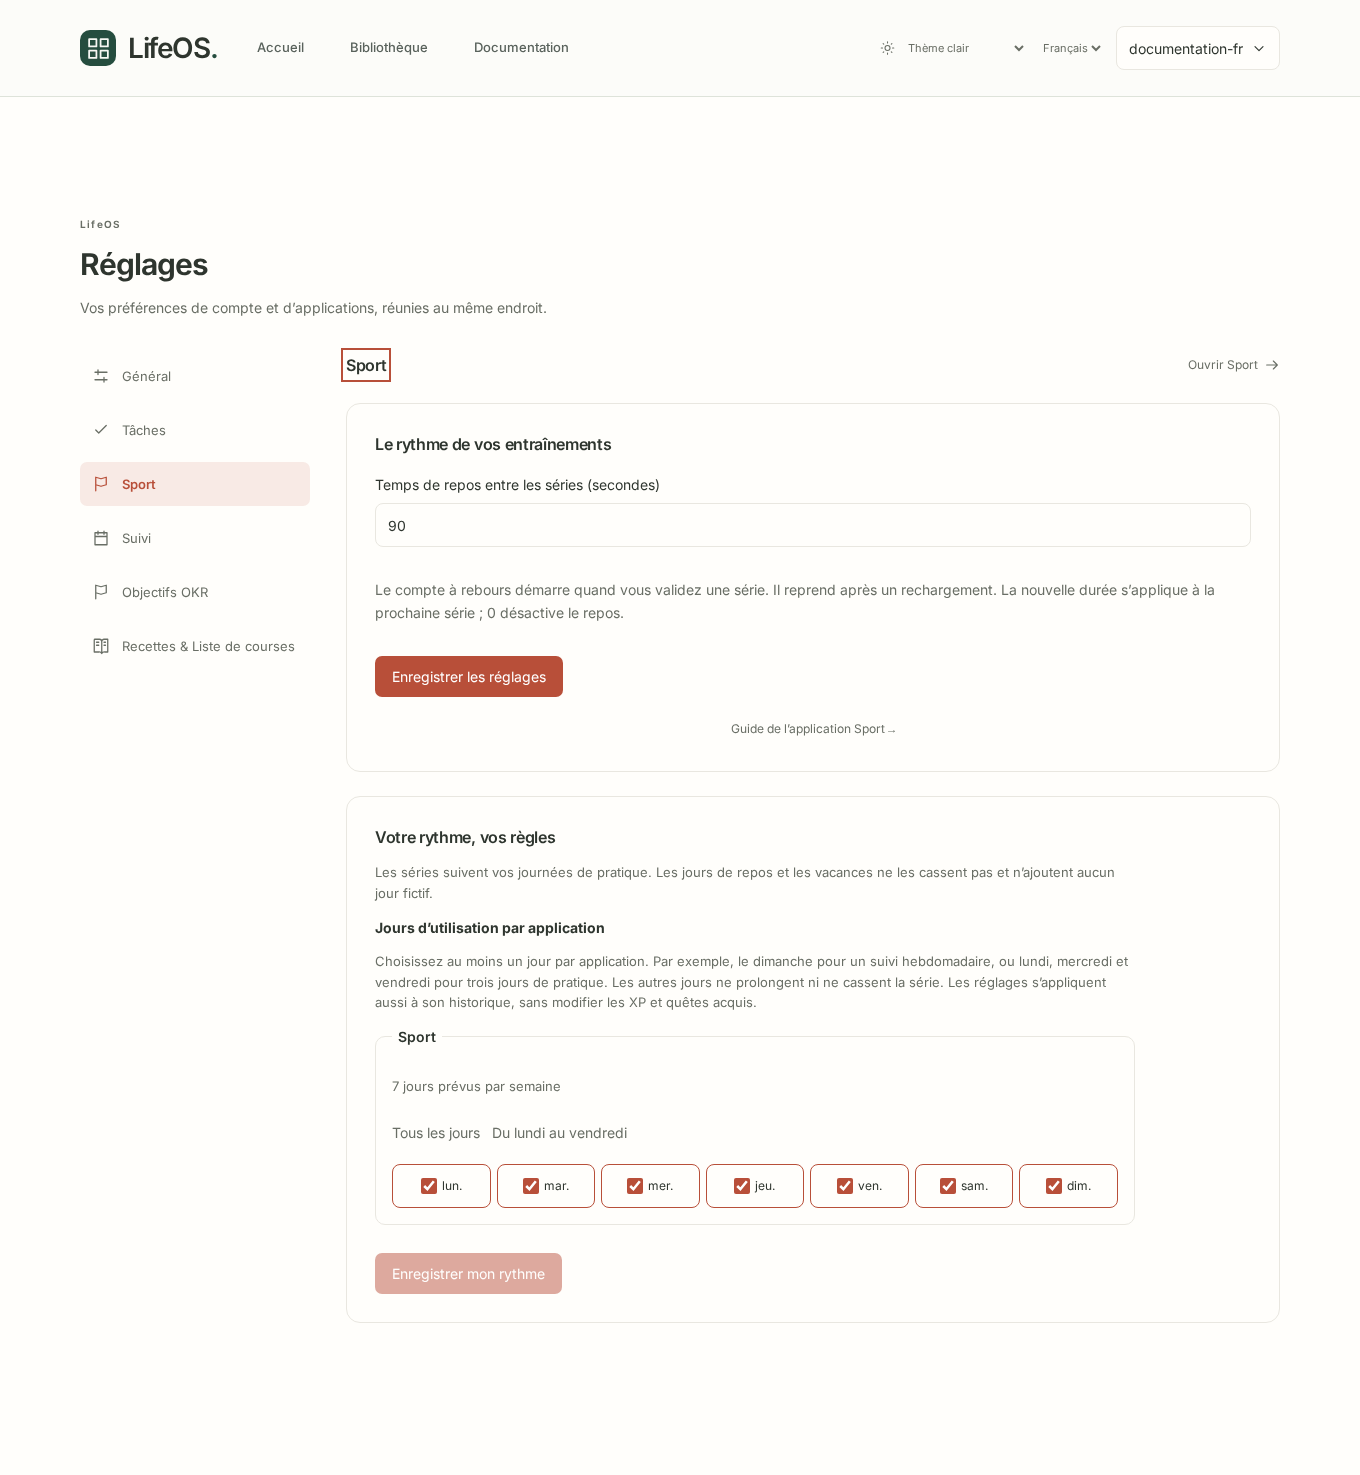 LifeOS.
Accueil
Bibliothèque
Documentation
Thème clair
Français
documentation-fr
LifeOS
Réglages
Vos préférences de compte et d’applications, réunies au même endroit.
Général
Tâches
Sport
Suivi
Objectifs OKR
Recettes & Liste de courses
Sport
Ouvrir Sport →
Le rythme de vos entraînements
Temps de repos entre les séries (secondes)
90
Le compte à rebours démarre quand vous validez une série. Il reprend après un rechargement. La nouvelle durée s’applique à la
prochaine série ; 0 désactive le repos.
Enregistrer les réglages
Guide de l’application Sport→
Votre rythme, vos règles
Les séries suivent vos journées de pratique. Les jours de repos et les vacances ne les cassent pas et n’ajoutent aucun
jour fictif.
Jours d’utilisation par application
Choisissez au moins un jour par application. Par exemple, le dimanche pour un suivi hebdomadaire, ou lundi, mercredi et
vendredi pour trois jours de pratique. Les autres jours ne prolongent ni ne cassent la série. Les réglages s’appliquent
aussi à son historique, sans modifier les XP et quêtes acquis.
Sport
7 jours prévus par semaine
Tous les jours Du lundi au vendredi
lun. mar. mer. jeu. ven. sam. dim.
Enregistrer mon rythme